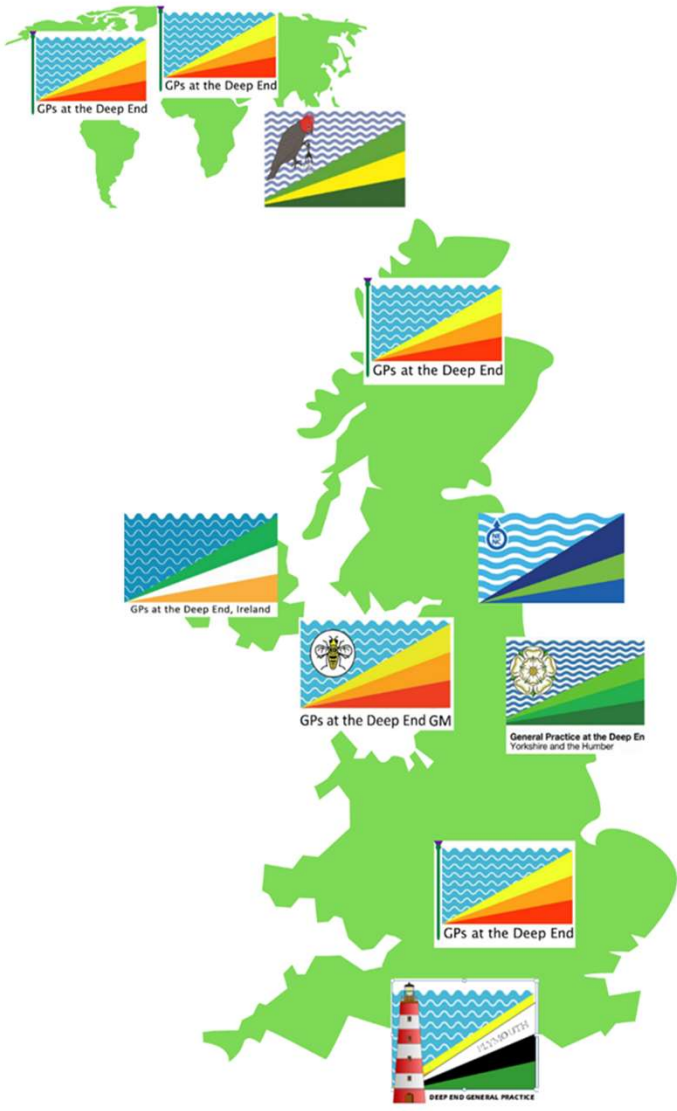 GPs at the Deep End
GPs at the Deep End
GPs at the Deep End
GPs at the Deep End, Ireland
NE
NC
GPs at the Deep End GM
General Practice at the Deep En
Yorkshire and the Humber
GPs at the Deep End
PLYMOUTH
DEEP END GENERAL PRACTICE